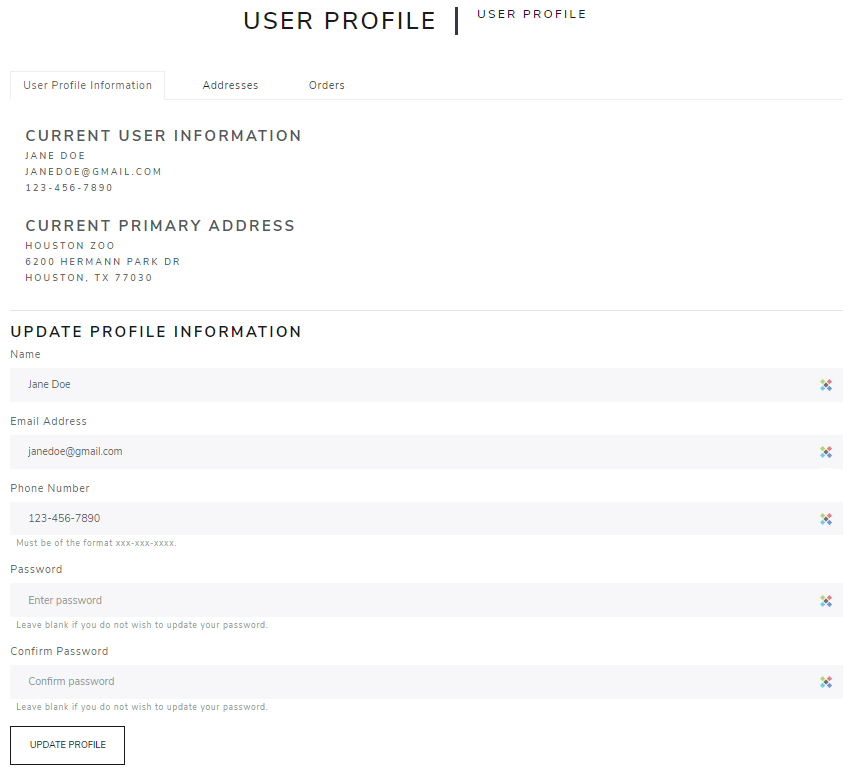 USER PROFILE
USER PROFILE
User Profile Information
Addresses
Orders
CURRENT USER INFORMATION
JANE DOE
JANEDOE@GMAIL.COM
123-456-7890
CURRENT PRIMARY ADDRESS
HOUSTON ZOO
6200 HERMANN PARK DR
HOUSTON, TX 77030
UPDATE PROFILE INFORMATION
Name
Jane Doe
Email Address
janedoe@gmail.com
Phone Number
123-456-7890
Must be of the format xxx-xxx-xxxx.
Password
Enter password
Leave blank if you do not wish to update your password.
Confirm Password
Confirm password
Leave blank if you do not wish to update your password.
UPDATE PROFILE